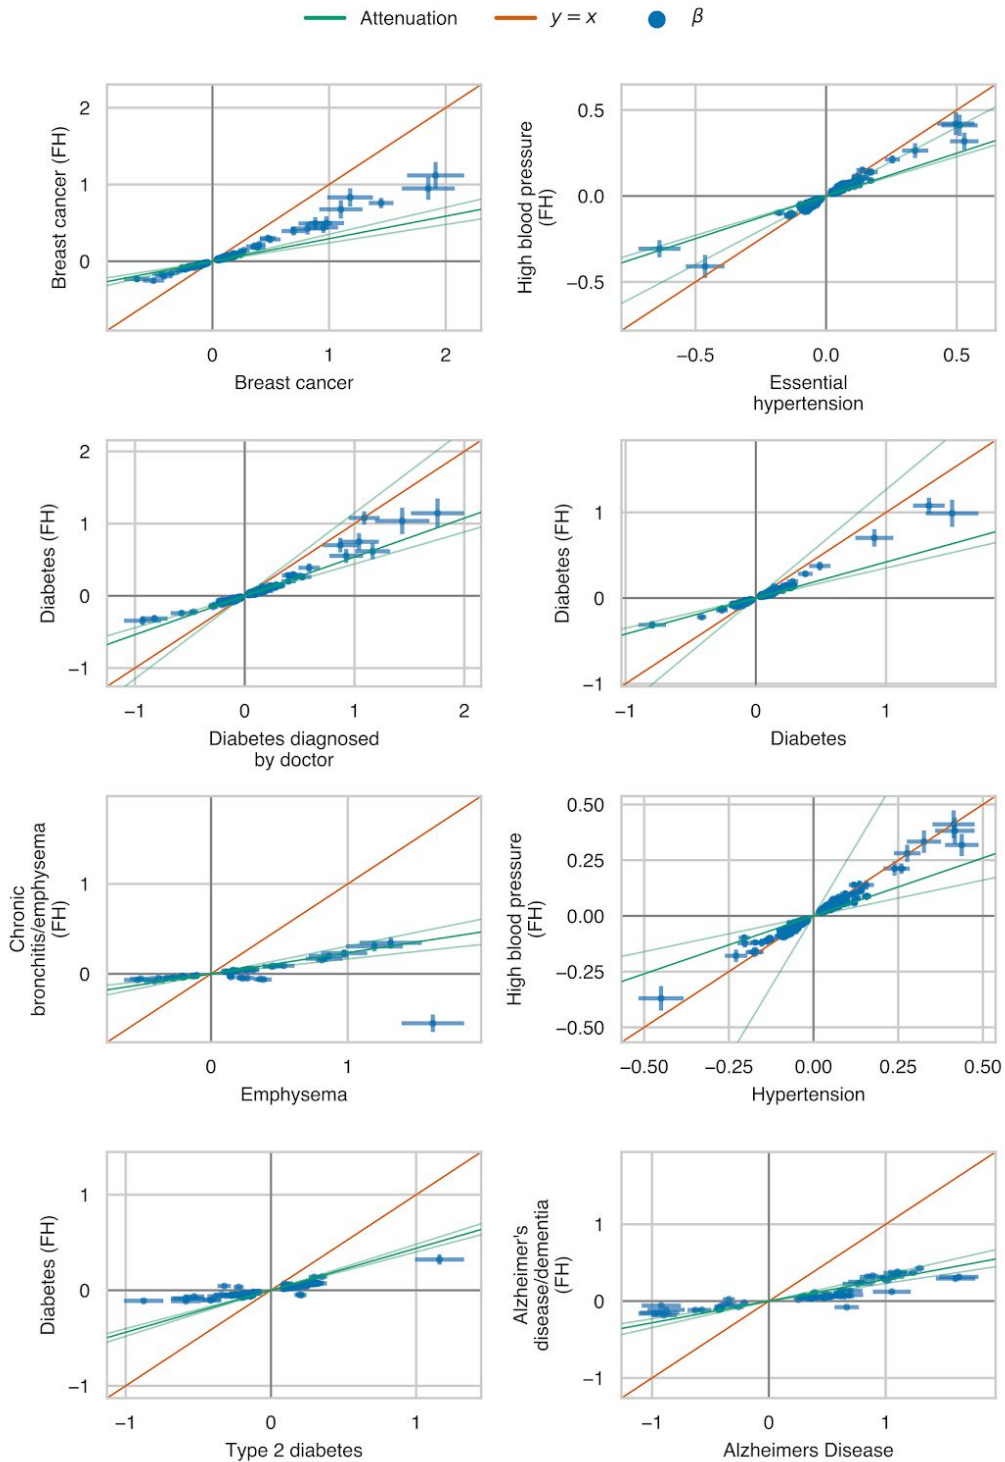 Attenuation y = x β
2
1
0
Breast cancer (FH)
0 1 2
Breast cancer
0.5
0.0
−0.5
High blood pressure
(FH)
−0.5 0.0 0.5
Essential
hypertension
2
1
0
−1
Diabetes (FH)
−1 0 1 2
Diabetes diagnosed
by doctor
1
0
−1
Diabetes (FH)
−1 0 1
Diabetes
1
0
Chronic
bronchitis/emphysema
(FH)
0 1
Emphysema
0.50
0.25
0.00
−0.25
−0.50
High blood pressure
(FH)
−0.50 −0.25 0.00 0.25 0.50
Hypertension
1
0
−1
Diabetes (FH)
−1 0 1
Type 2 diabetes
1
0
−1
Alzheimer's
disease/dementia
(FH)
−1 0 1
Alzheimers Disease